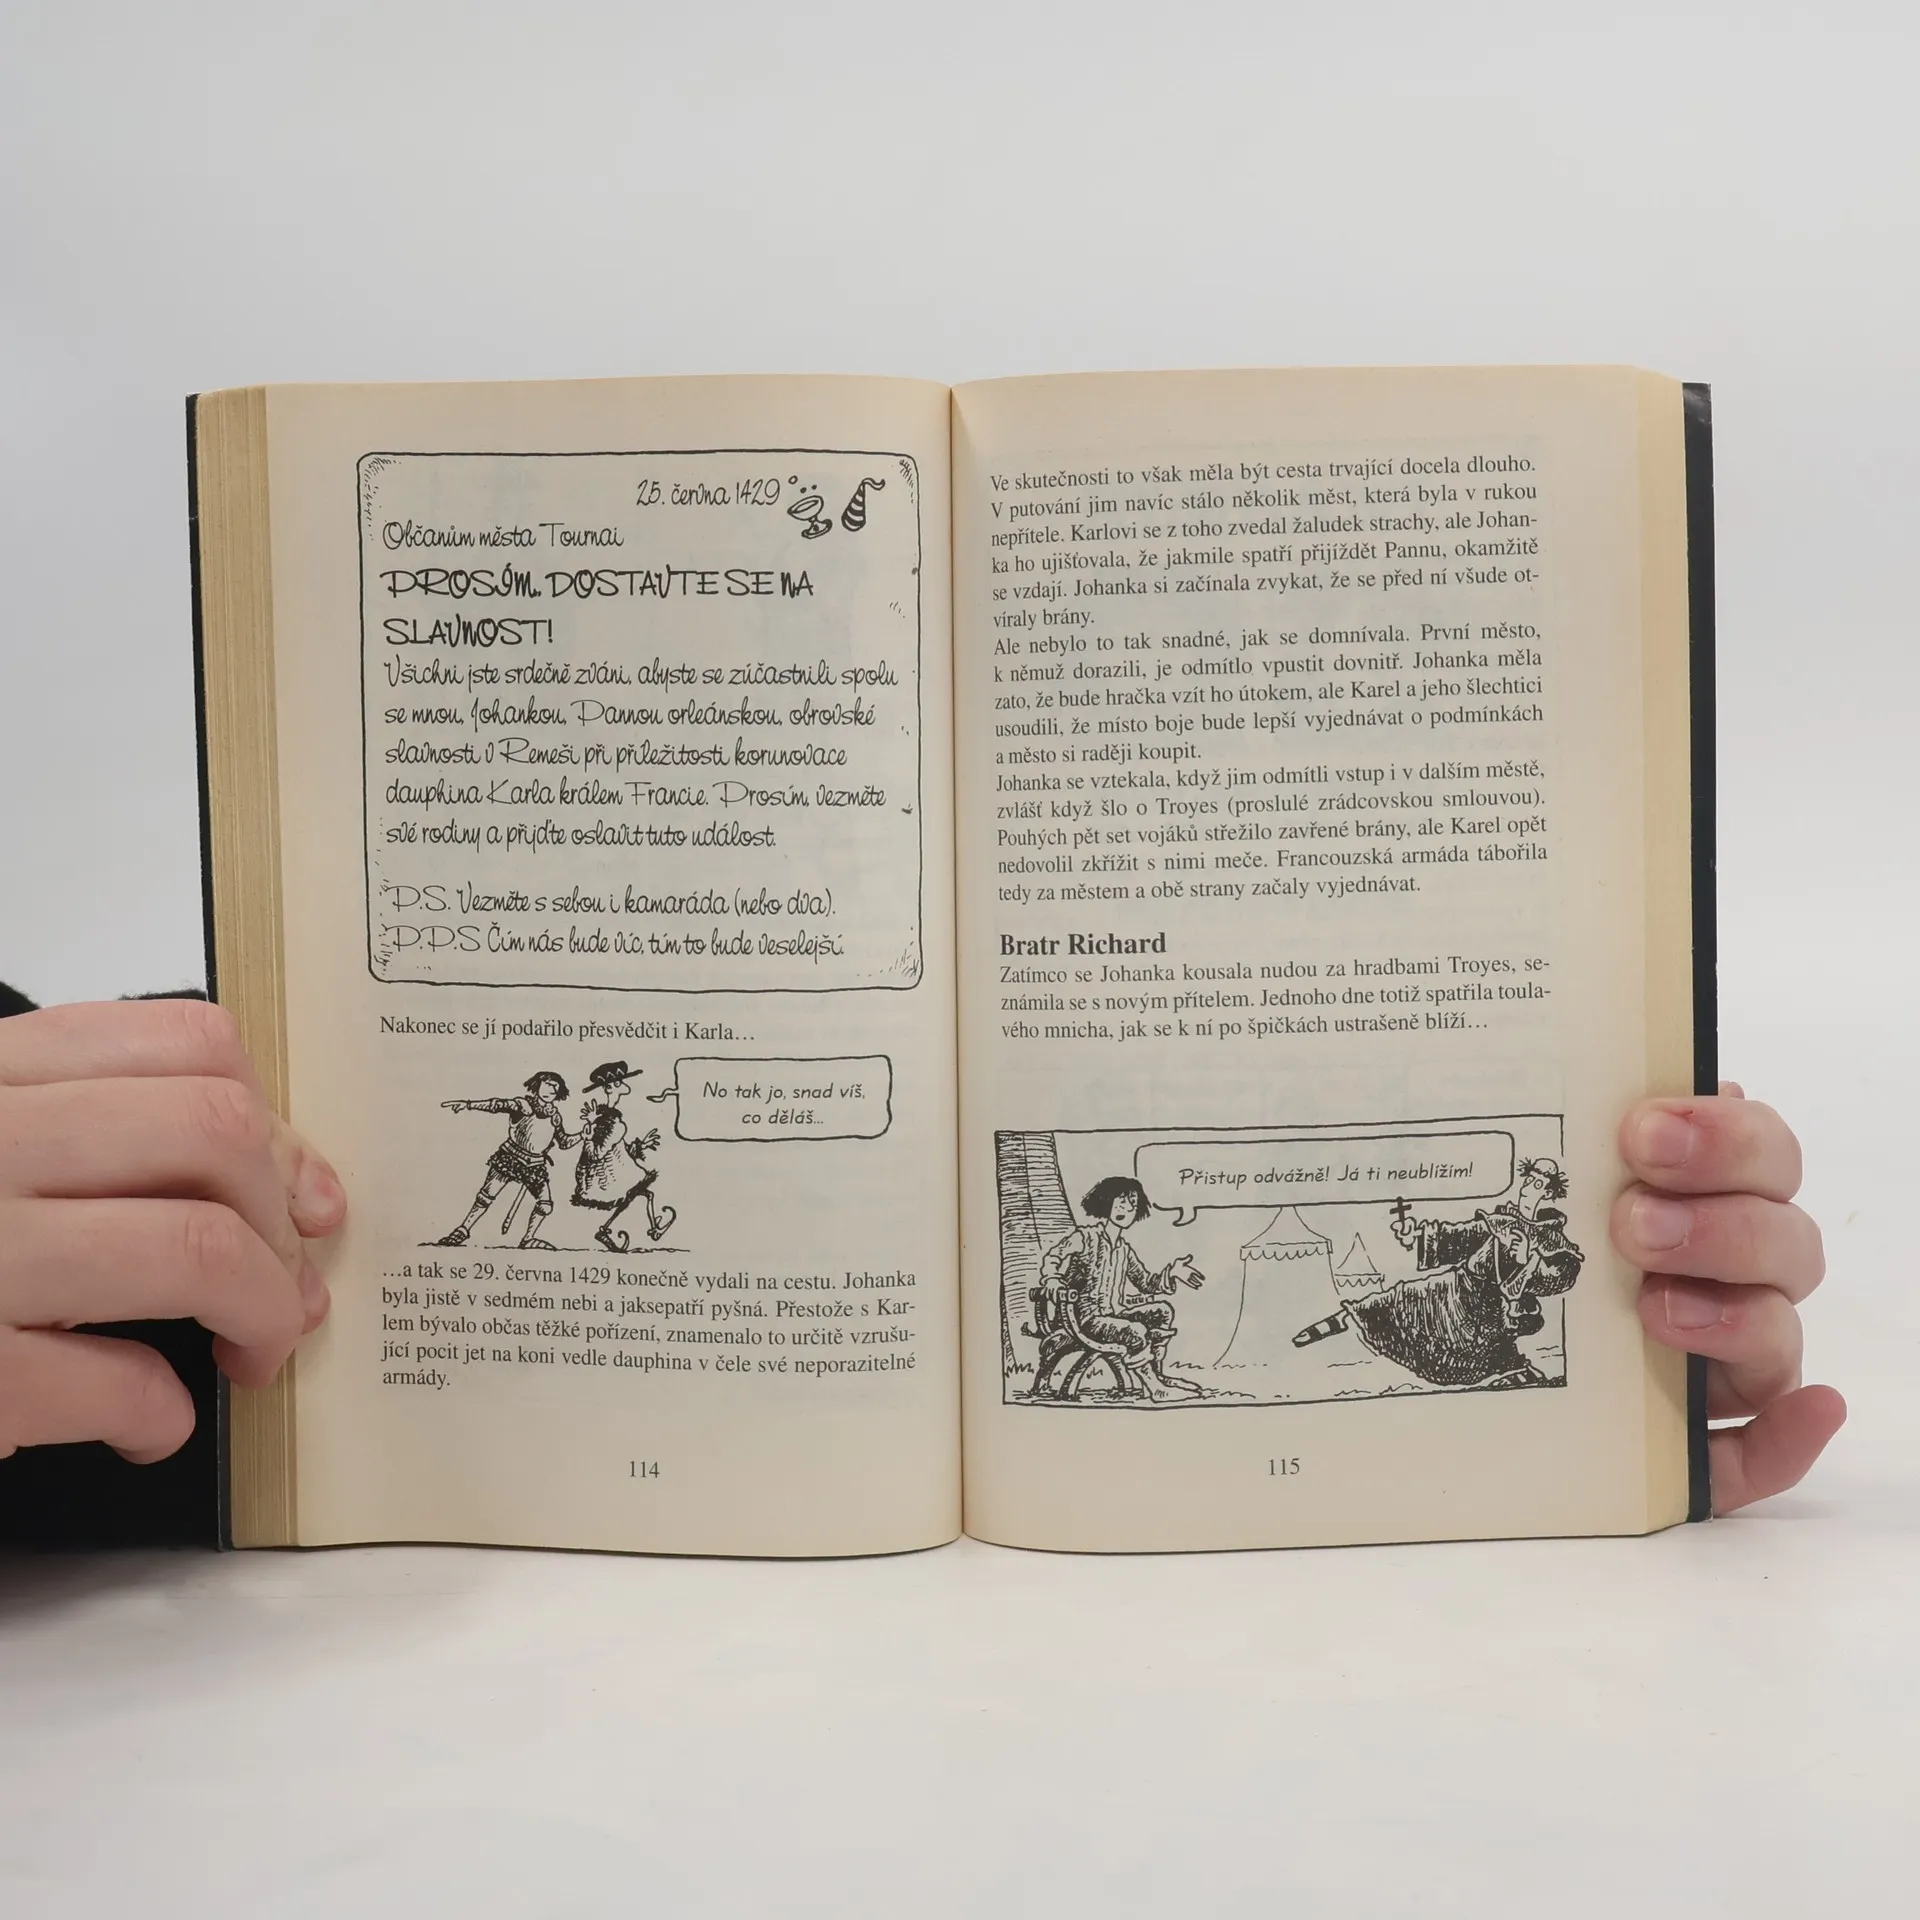 25. června 1429
Občanům města Tournai
PROSÍM, DOSTAVTE SE NA
SLAVNOST!
Všichni jste srdečně zváni, abyste se zúčastnili spolu
se mnou, Johankou, Pannou orleánskou, obrovské
slavnosti v Remeši při příležitosti korunovace
dauphina Karla králem Francie. Prosím, vezměte
své rodiny a přijďte oslavit tuto událost.
P.S. Vezměte s sebou i kamaráda (nebo dva).
P.P.S Čím nás bude víc, tím to bude veselejší.
Nakonec se jí podařilo přesvědčit i Karla…
No tak jo, snad víš,
co děláš...
…a tak se 29. června 1429 konečně vydali na cestu. Johanka
byla jistě v sedmém nebi a jaksepatří pyšná. Přestože s Kar-
lem bývalo občas těžké pořízení, znamenalo to určitě vzrušu-
jící pocit jet na koni vedle dauphina v čele své neporazitelné
armády.
114
Ve skutečnosti to však měla být cesta trvající docela dlouho.
V putování jim navíc stálo několik měst, která byla v rukou
nepřítele. Karlovi se z toho zvedal žaludek strachy, ale Johan-
ka ho ujišťovala, že jakmile spatří přijíždět Pannu, okamžitě
se vzdají. Johanka si začínala zvykat, že se před ní všude ot-
víraly brány.
Ale nebylo to tak snadné, jak se domnívala. První město,
k němuž dorazili, je odmítlo vpustit dovnitř. Johanka měla
zato, že bude hračka vzít ho útokem, ale Karel a jeho šlechtici
usoudili, že místo boje bude lepší vyjednávat o podmínkách
a město si raději koupit.
Johanka se vztekala, když jim odmítli vstup i v dalším městě,
zvlášť když šlo o Troyes (proslulé zrádcovskou smlouvou).
Pouhých pět set vojáků střežilo zavřené brány, ale Karel opět
nedovolil zkřížit s nimi meče. Francouzská armáda tábořila
tedy za městem a obě strany začaly vyjednávat.
Bratr Richard
Zatímco se Johanka kousala nudou za hradbami Troyes, se-
známila se s novým přítelem. Jednoho dne totiž spatřila toula-
vého mnicha, jak se k ní po špičkách ustrašeně blíží…
Přistup odvážně! Já ti neublížím!
115